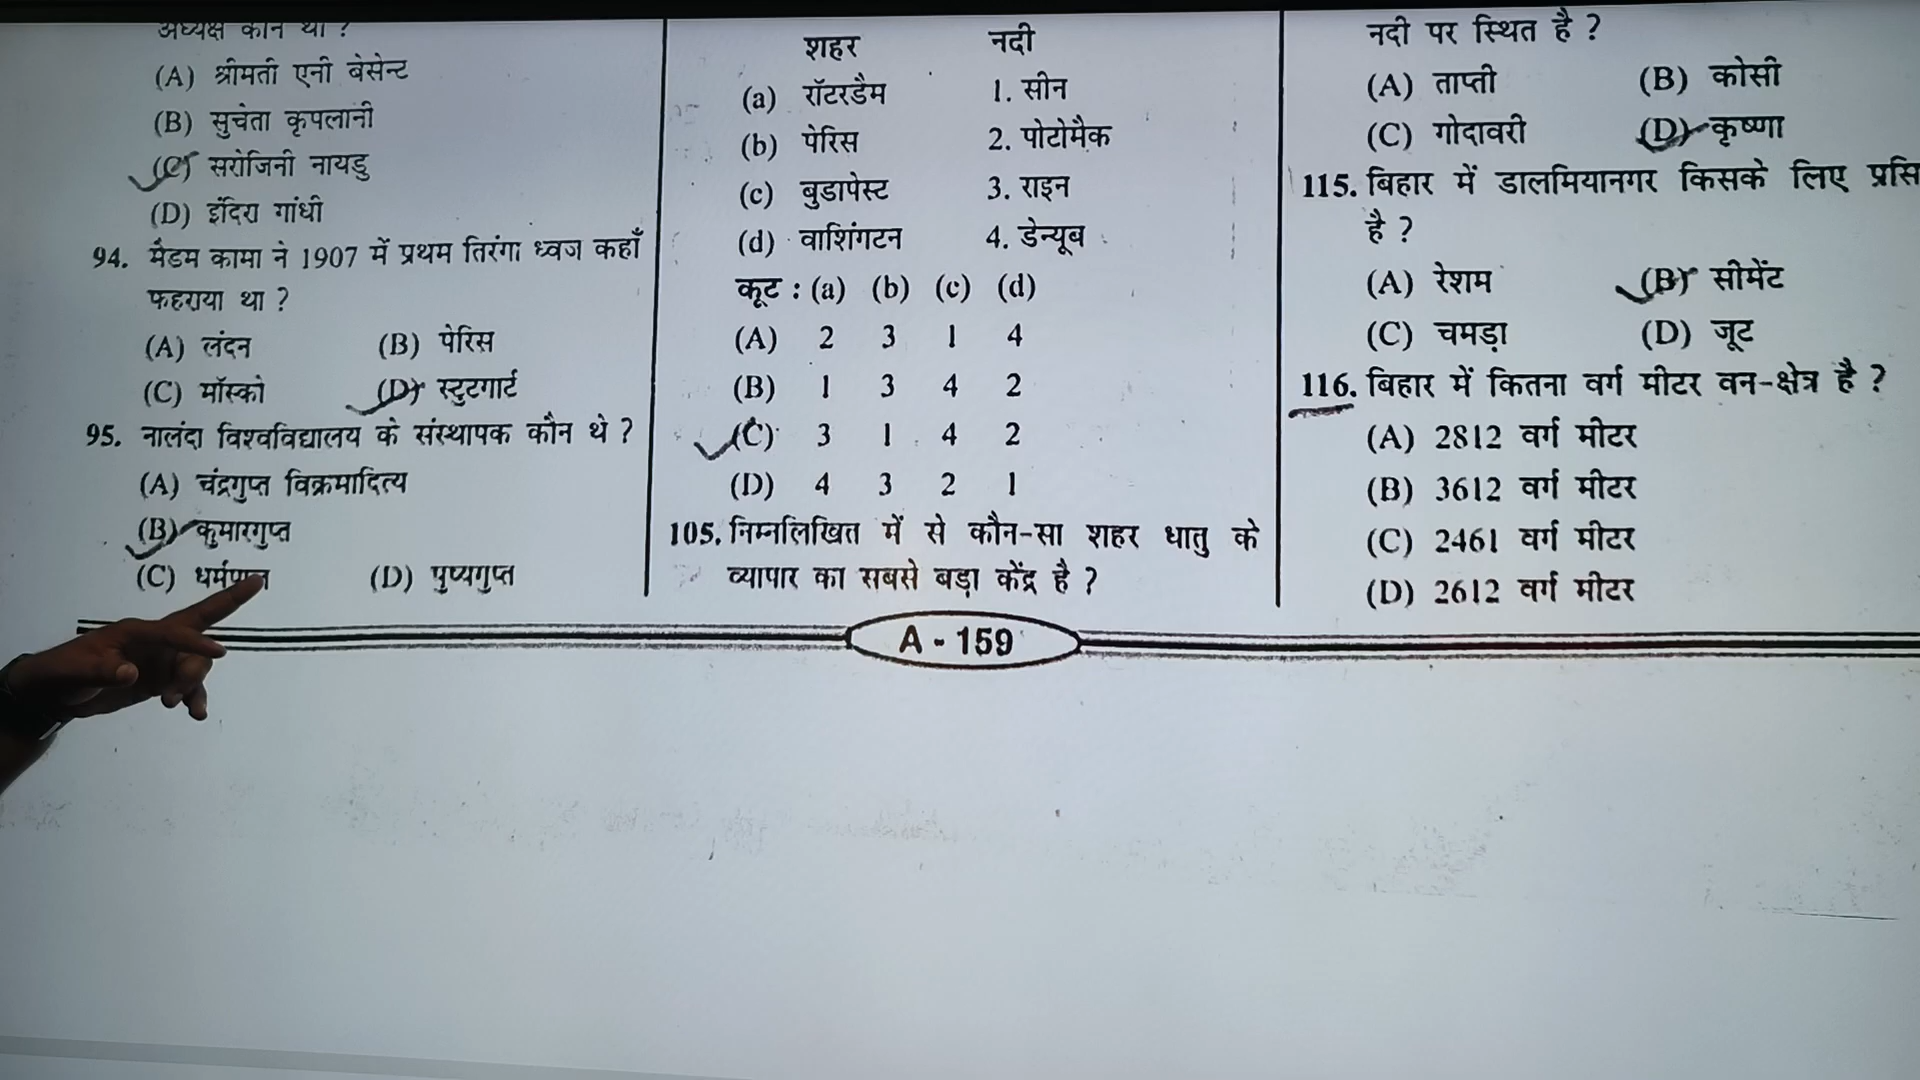 अध्यक्ष कौन था ?
(A) श्रीमती एनी बेसेन्ट
(B) सुचेता कृपलानी
(C) सरोजिनी नायडु
(D) इंदिरा गांधी
94. मैडम कामा ने 1907 में प्रथम तिरंगा ध्वज कहाँ
फहराया था ?
(A) लंदन (B) पेरिस
(C) मॉस्को (D) स्टुटगार्ट
95. नालंदा विश्वविद्यालय के संस्थापक कौन थे ?
(A) चंद्रगुप्त विक्रमादित्य
(B) कुमारगुप्त
(C) (D) पुष्यगुप्त
शहर नदी
(a) रॉटरडैम 1. सीन
(b) पेरिस 2. पोटोमैक
(c) बुडापेस्ट 3. राइन
(d) वाशिंगटन 4. डेन्यूब
कूट : (a) (b) (c) (d)
(A) 2 3 1 4
(B) 1 3 4 2
(C) 3 1 4 2
(D) 4 3 2 1
105. निम्नलिखित में से कौन-सा शहर धातु के
व्यापार का सबसे बड़ा केंद्र है ?
नदी पर स्थित है ?
(A) ताप्ती (B) कोसी
(C) गोदावरी (D) कृष्णा
115. बिहार में डालमियानगर किसके लिए प्रसि
है ?
(A) रेशम (B) सीमेंट
(C) चमड़ा (D) जूट
116. बिहार में कितना वर्ग मीटर वन-क्षेत्र है ?
(A) 2812 वर्ग मीटर
(B) 3612 वर्ग मीटर
(C) 2461 वर्ग मीटर
(D) 2612 वर्ग मीटर
A - 159